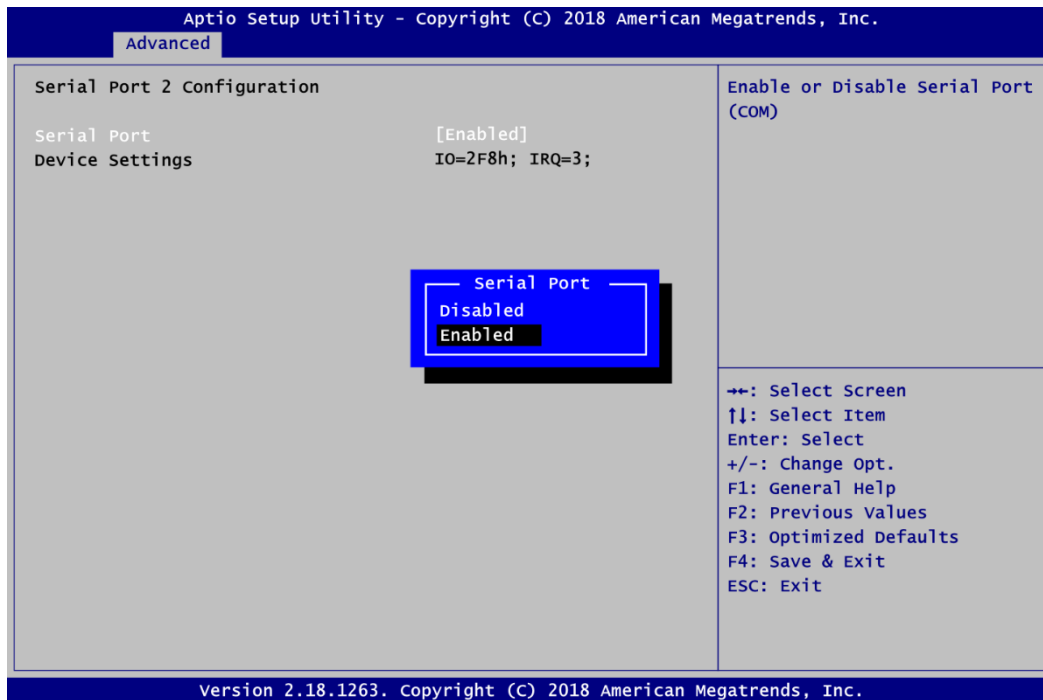 Aptio Setup Utility - Copyright (C) 2018 American Megatrends, Inc.
Advanced
Serial Port 2 Configuration
Serial Port [Enabled]
Device Settings IO=2F8h; IRQ=3;
Serial Port
Disabled
Enabled
Enable or Disable Serial Port
(COM)
→←: Select Screen
↑↓: Select Item
Enter: Select
+/-: Change Opt.
F1: General Help
F2: Previous Values
F3: Optimized Defaults
F4: Save & Exit
ESC: Exit
Version 2.18.1263. Copyright (C) 2018 American Megatrends, Inc.